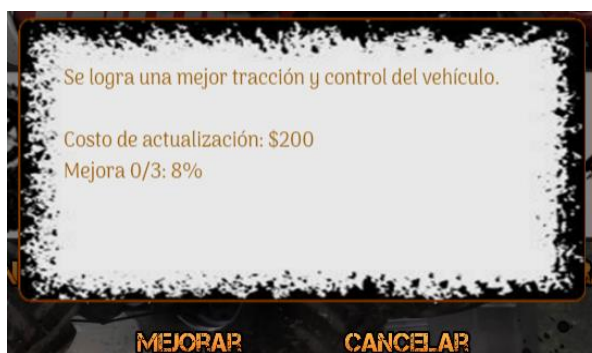 Se logra una mejor tracción y control del vehículo.
Costo de actualización: $200
Mejora 0/3: 8%
MEJORAR
CANCELAR